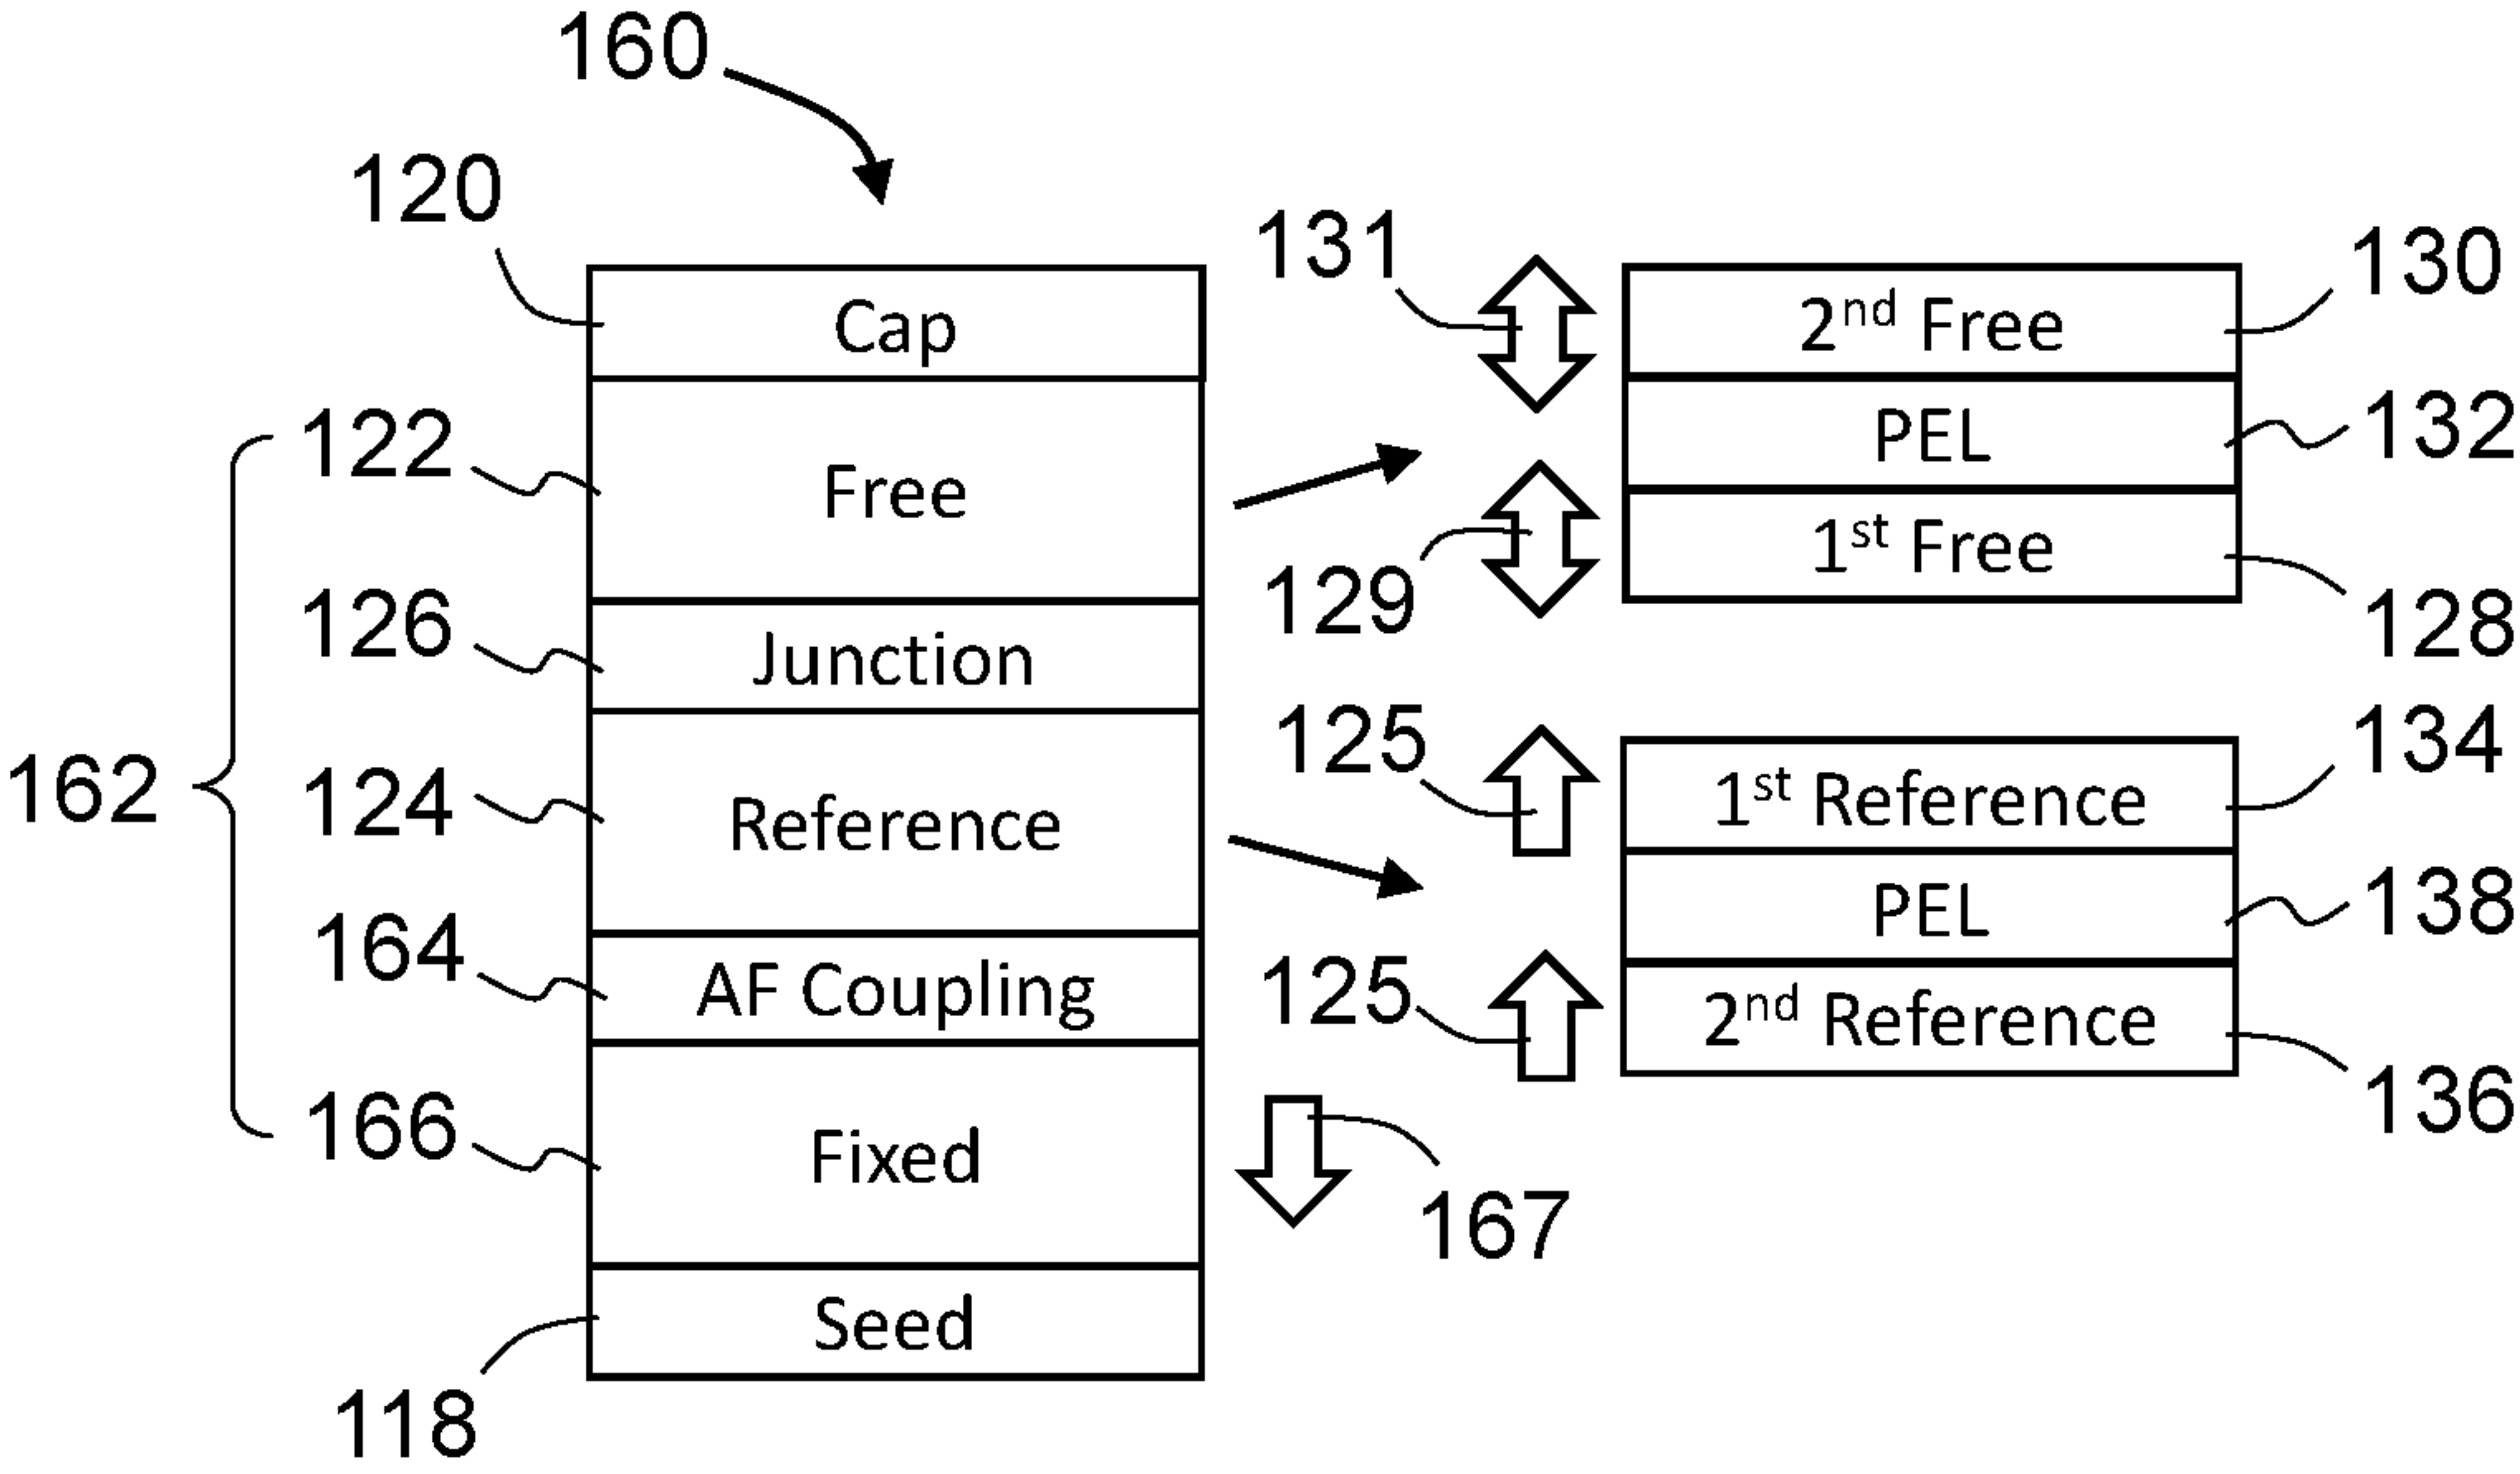 160
120
Cap
122
Free
126
Junction
162
124
Reference
164
AF Coupling
166
Fixed
118
Seed
131
2nd Free
130
PEL
132
129
1st Free
128
125
1st Reference
134
PEL
138
125
2nd Reference
136
167